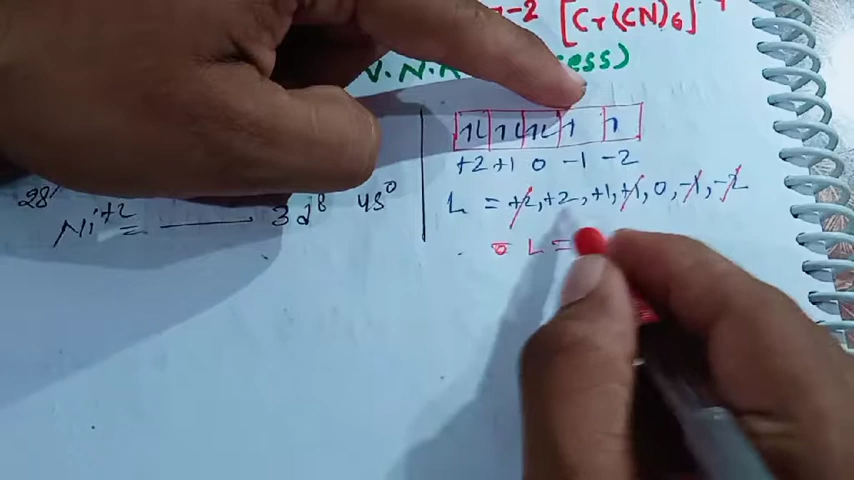 -2 [Cr(CN)6]
V.N. ess)
1L 1L 1L 1 1
+2 +1 0 -1 -2
28
L = +2, +2, +1, +1, 0, -1, -2
Ni+2 = 3d8 4S0
L =